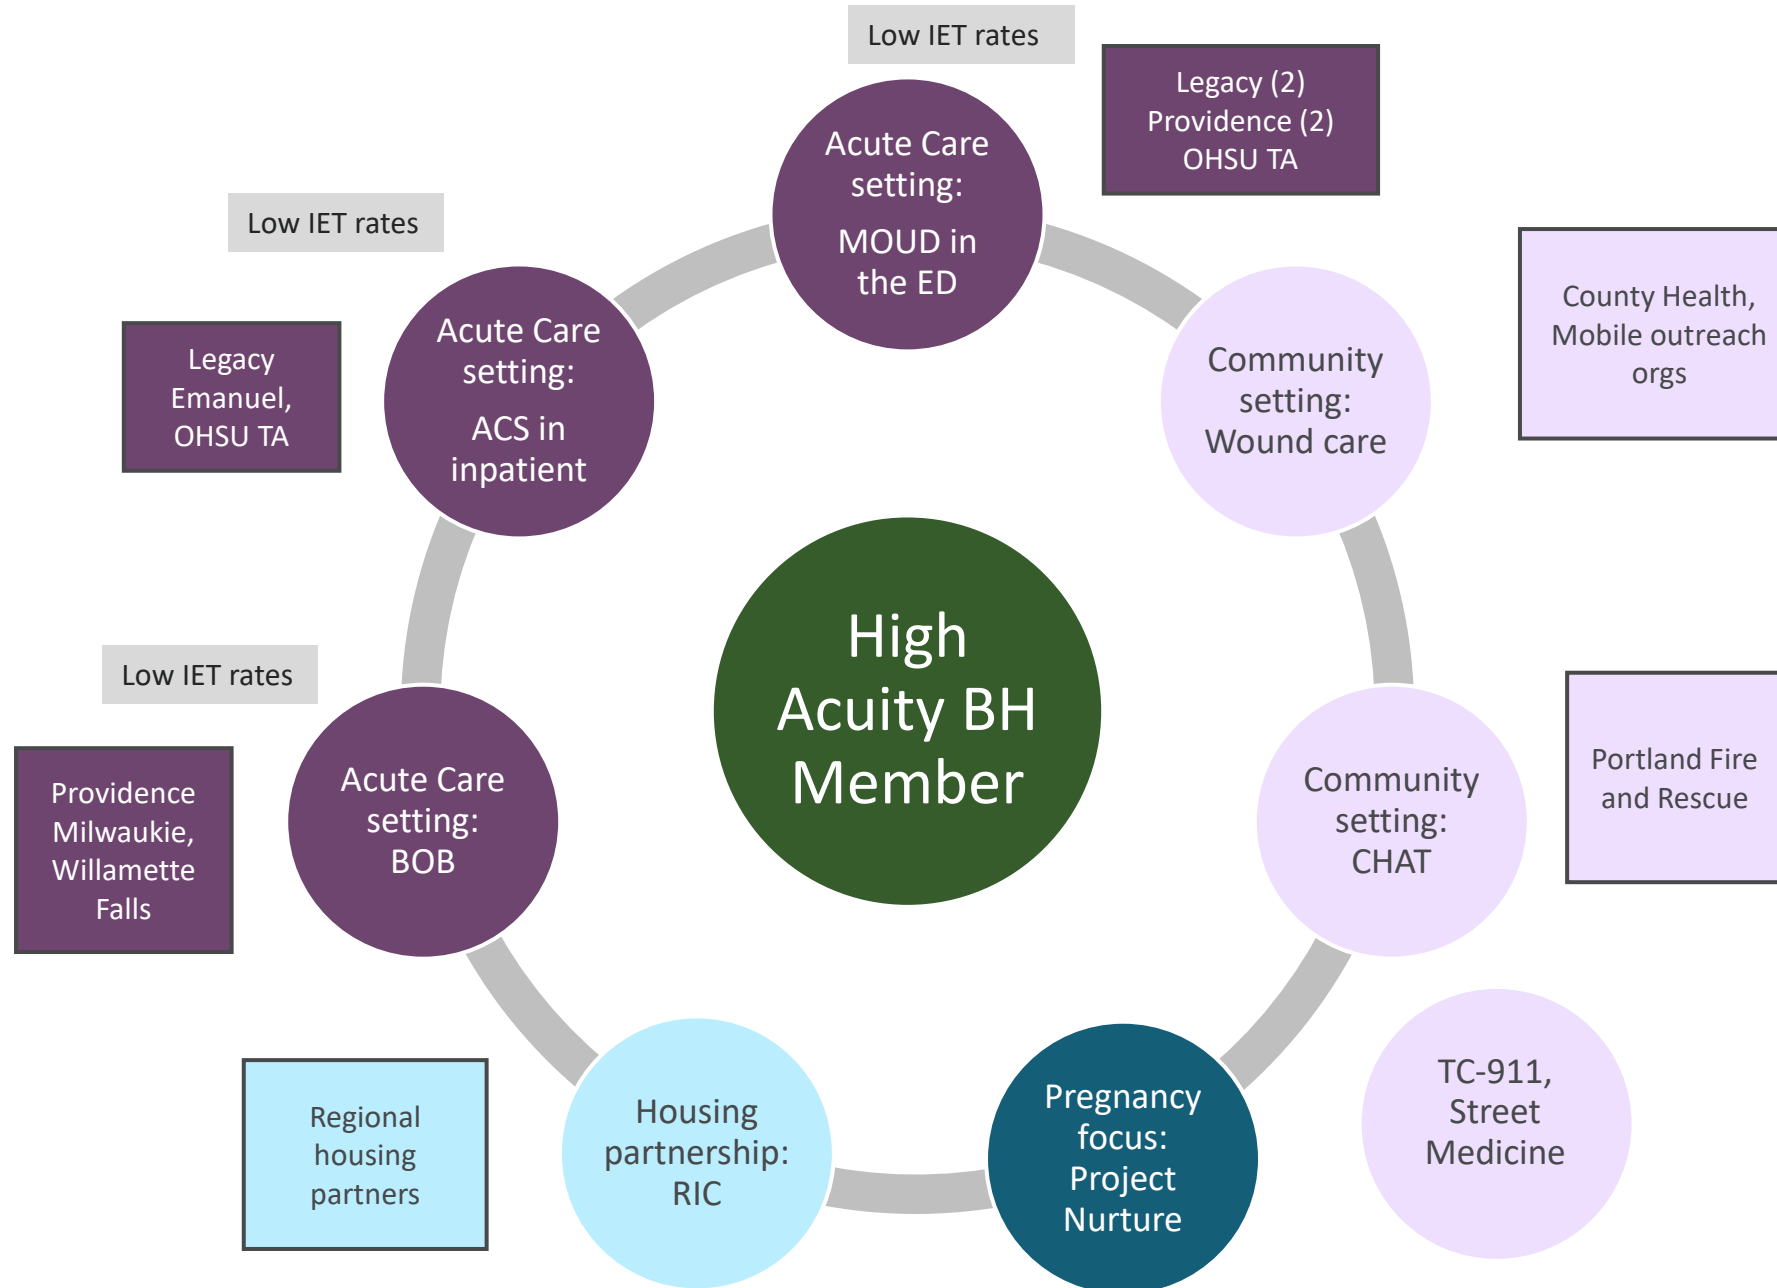 Low IET rates
Legacy (2)
Providence (2)
OHSU TA
Acute Care
setting:
MOUD in
the ED
Low IET rates
Legacy
Emanuel,
OHSU TA
Acute Care
setting:
ACS in
inpatient
Community
setting:
Wound care
County Health,
Mobile outreach
orgs
High
Acuity BH
Member
Low IET rates
Providence
Milwaukie,
Willamette
Falls
Acute Care
setting:
BOB
Community
setting:
CHAT
Portland Fire
and Rescue
Regional
housing
partners
Housing
partnership:
RIC
Pregnancy
focus:
Project
Nurture
TC-911,
Street
Medicine